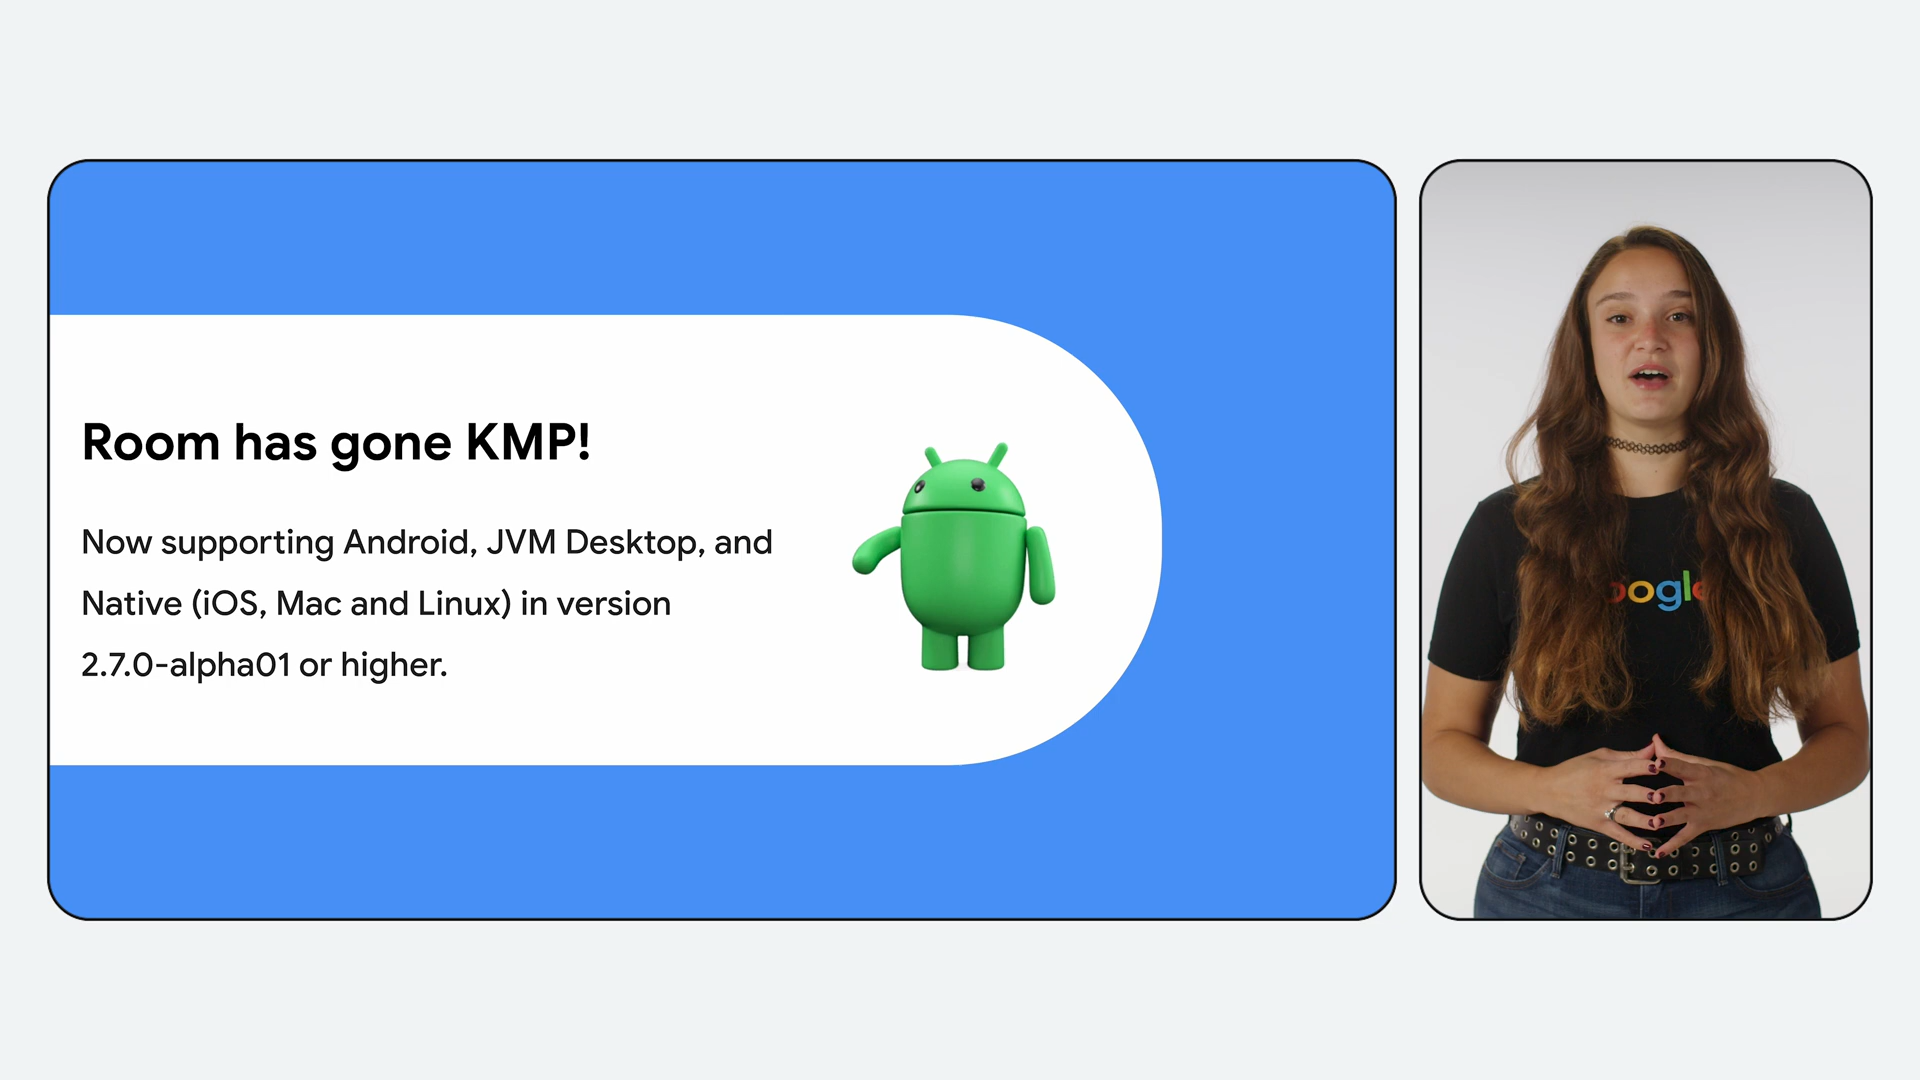 Room has gone KMP!
Now supporting Android, JVM Desktop, and
Native (iOS, Mac and Linux) in version
2.7.0-alpha01 or higher.
oogle